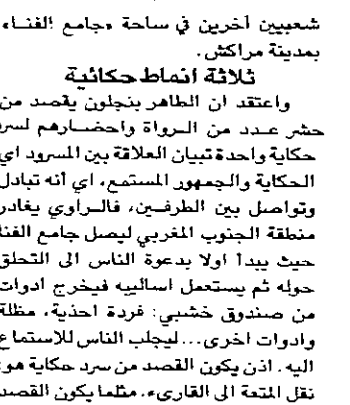 شعبيين آخرين في ساحة «جامع الفنا»
بمدينة مراكش.
ثلاثة انماط حكائية
واعتقد ان الطاهر بنجلون يقصد من
حشر عدد من الرواة واحضارهم لسرد
حكاية واحدة تبيان العلاقة بين المسرود اي
الحكاية والجمهور المستمع، اي أنه تبادل
وتواصل بين الطرفين، فالراوي يغادر
منطقة الجنوب المغربي ليصل جامع الفنا
حيث يبدأ اولا بدعوة الناس الى التحلق
حوله ثم يستعمل اساليبه فيخرج ادوات
من صندوق خشبي: فردة احذية، مظلة
وادوات اخرى... ليجلب الناس للاستماع
اليه. اذن يكون القصد من سرد حكاية هو:
نقل المتعة الى القارىء، مثلما يكون القصد